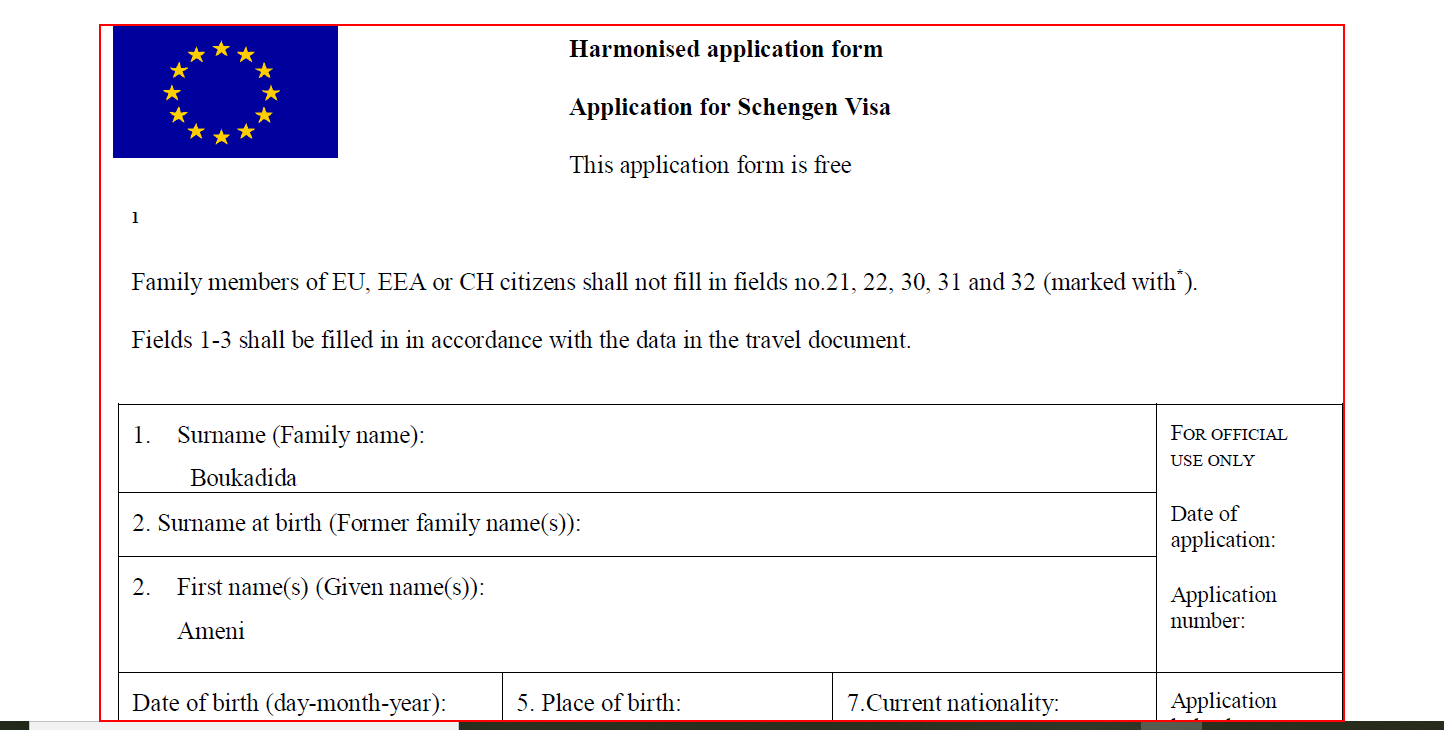 Harmonised application form
Application for Schengen Visa
This application form is free
1
Family members of EU, EEA or CH citizens shall not fill in fields no.21, 22, 30, 31 and 32 (marked with*).
Fields 1-3 shall be filled in in accordance with the data in the travel document.
1. Surname (Family name):
Boukadida
2. Surname at birth (Former family name(s)):
2. First name(s) (Given name(s)):
Ameni
FOR OFFICIAL
USE ONLY
Date of
application:
Application
number:
Date of birth (day-month-year):
5. Place of birth:
7.Current nationality:
Application